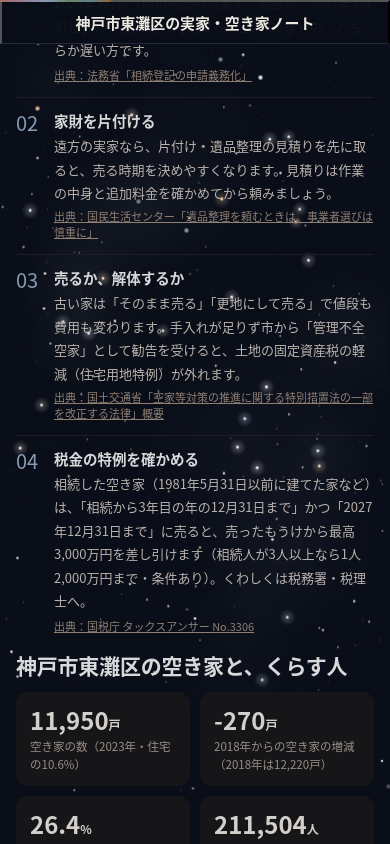 神戸市東灘区の実家・空き家ノート
らか遅い方です。
出典：法務省「相続登記の申請義務化」
02
家財を片付ける
遠方の実家なら、片付け・遺品整理の見積りを先に取
ると、売る時期を決めやすくなります。見積りは作業
の中身と追加料金を確かめてから頼みましょう。
出典：国民生活センター「遺品整理を頼むときは、事業者選びは
慎重に」
03
売るか、解体するか
古い家は「そのまま売る」「更地にして売る」で値段も
費用も変わります。手入れが足りず市から「管理不全
空家」として勧告を受けると、土地の固定資産税の軽
減（住宅用地特例）が外れます。
出典：国土交通省「空家等対策の推進に関する特別措置法の一部
を改正する法律」概要
04
税金の特例を確かめる
相続した空き家（1981年5月31日以前に建てた家など）
は、「相続から3年目の年の12月31日まで」かつ「2027
年12月31日まで」に売ると、売ったもうけから最高
3,000万円を差し引けます（相続人が3人以上なら1人
2,000万円まで・条件あり）。くわしくは税務署・税理
士へ。
出典：国税庁 タックスアンサー No.3306
神戸市東灘区の空き家と、くらす人
11,950戸
空き家の数（2023年・住宅
の10.6%）
-270戸
2018年からの空き家の増減
（2018年は12,220戸）
26.4%
211,504人